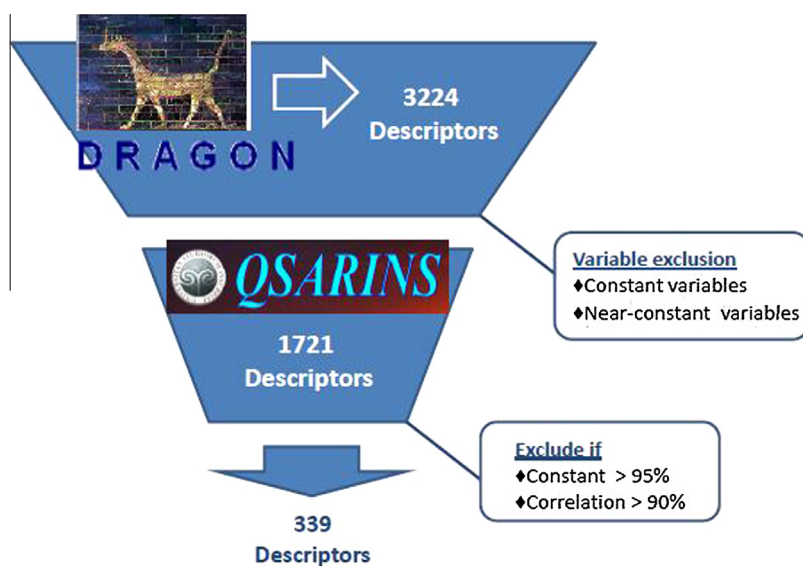 3224
Descriptors
DRAGON
Variable exclusion
♦Constant variables
♦Near-constant variables
QSARINS
1721
Descriptors
Exclude if
♦Constant > 95%
♦Correlation > 90%
339
Descriptors